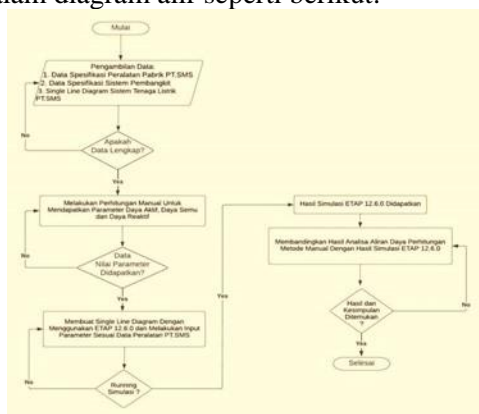 dalam diagram alir seperti berikut:
Mulai
Pengambilan Data:
1. Data Spesifikasi Peralatan Pabrik PT.SMS
2. Data Spesifikasi Sistem Pembangkit
3. Single Line Diagram Sistem Tenaga Listrik
PT.SMS
No
Apakah
Data Lengkap?
Yes
Melakukan Perhitungan Manual Untuk
Mendapatkan Parameter Daya Aktif, Daya Semu
dan Daya Reaktif
No
Data
Nilai Parameter
Didapatkan?
Yes
Membuat Single Line Diagram Dengan
Menggunakan ETAP 12.6.0 dan Melakukan Input
Parameter Sesuai Data Peralatan PT.SMS
No
Running
Simulasi ?
Yes
Hasil Simulasi ETAP 12.6.0 Didapatkan
Membandingkan Hasil Analisa Aliran Daya Perhitungan
Metode Manual Dengan Hasil Simulasi ETAP 12.6.0
Hasil dan
Kesimpulan
Ditemukan
?
No
Yes
Selesai